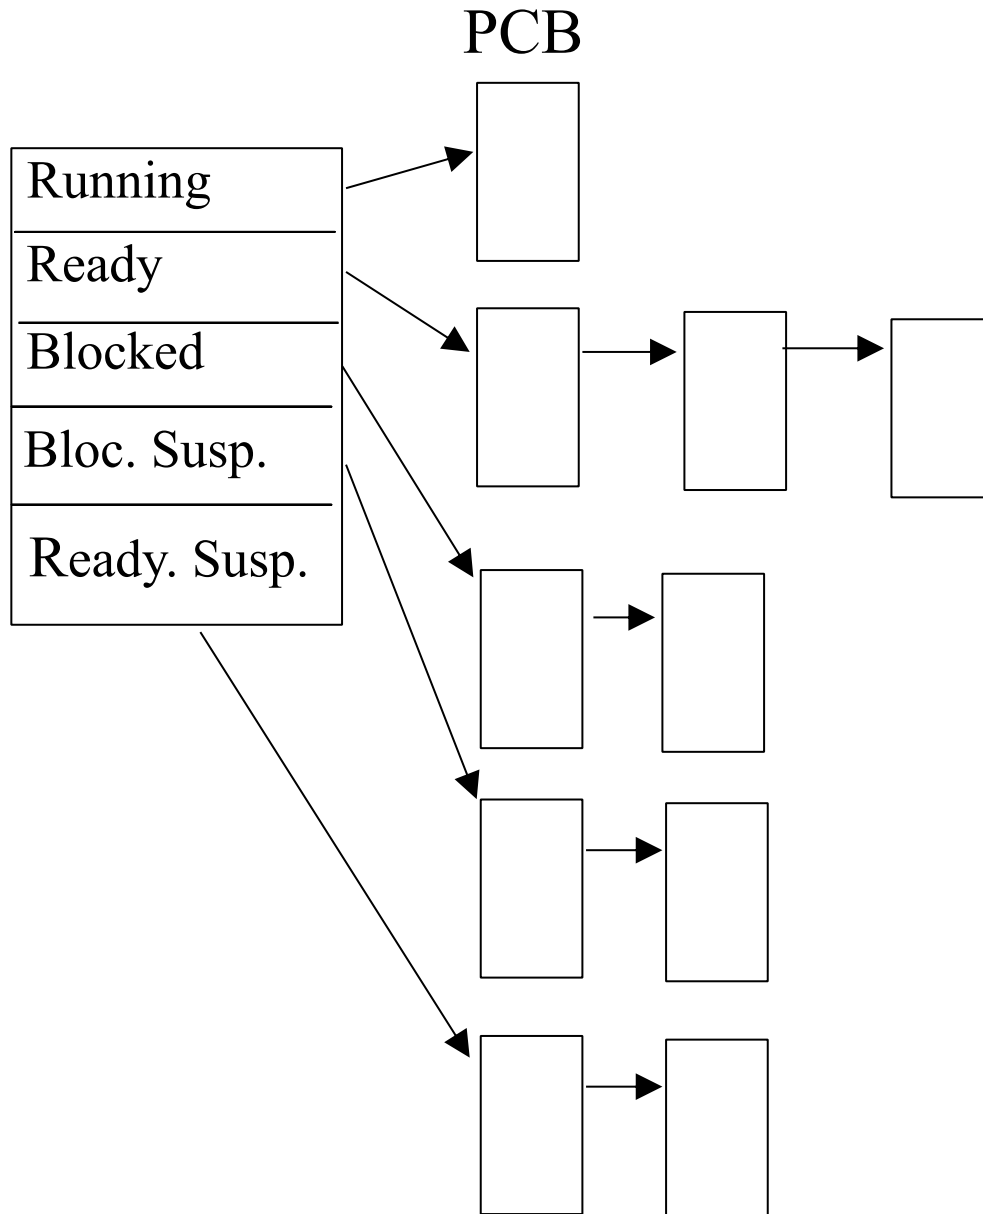 PCB
Running
Ready
Blocked
Bloc. Susp.
Ready. Susp.